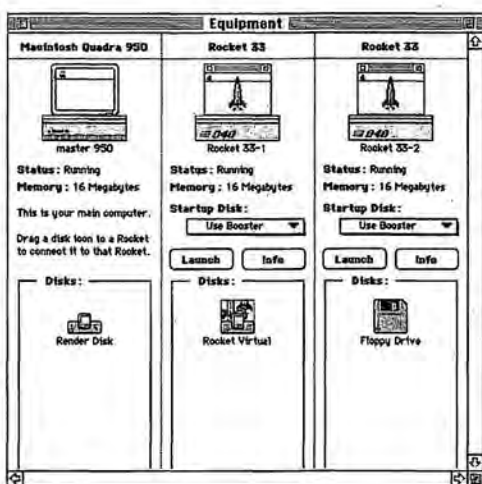 Equipment
Macintosh Quadra 950
master 950
Status: Running
Memory: 16 Megabytes
This is your main computer.
Drag a disk icon to a Rocket
to connect it to that Rocket.
Disks:
Render Disk
Rocket 33
040
Rocket 33-1
Status: Running
Memory: 16 Megabytes
Startup Disk:
Use Booster
Launch
Info
Disks:
Rocket Virtual
Rocket 33
040
Rocket 33-2
Status: Running
Memory: 16 Megabytes
Startup Disk:
Use Booster
Launch
Info
Disks:
Floppy Drive